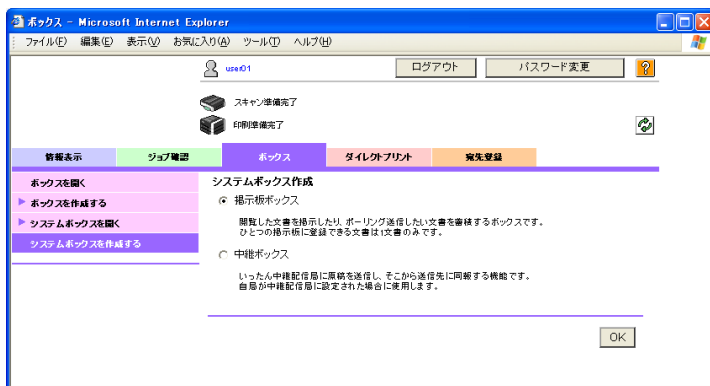 ボックス - Microsoft Internet Explorer
ファイル(F) 編集(E) 表示(V) お気に入り(A) ツール(T) ヘルプ(H)
user01 ログアウト パスワード変更 ?
スキャン準備完了
印刷準備完了
情報表示 ジョブ確認 ボックス ダイレクトプリント 宛先登録
ボックスを開く
ボックスを作成する
システムボックスを開く
システムボックスを作成する
システムボックス作成
掲示板ボックス
閲覧した文書を掲示したり、ポーリング送信したい文書を蓄積するボックスです。
ひとつの掲示板に登録できる文書は1文書のみです。
中継ボックス
いったん中継配信局に原稿を送信し、そこから送信先に同報する機能です。
自局が中継配信局に設定された場合に使用します。
OK